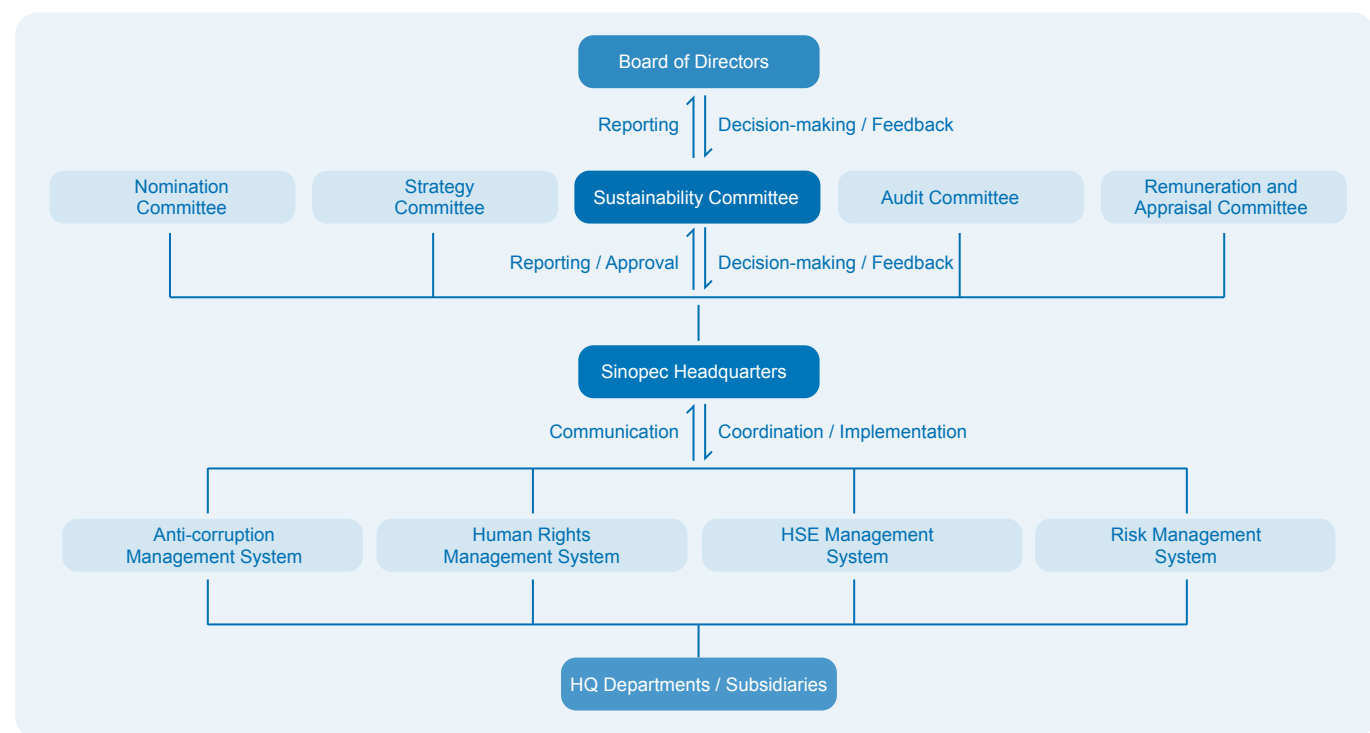 Board of Directors
Reporting
Decision-making / Feedback
Nomination
Committee
Strategy
Committee
Sustainability Committee
Audit Committee
Remuneration and
Appraisal Committee
Reporting / Approval
Decision-making / Feedback
Sinopec Headquarters
Communication
Coordination / Implementation
Anti-corruption
Management System
Human Rights
Management System
HSE Management
System
Risk Management
System
HQ Departments / Subsidiaries